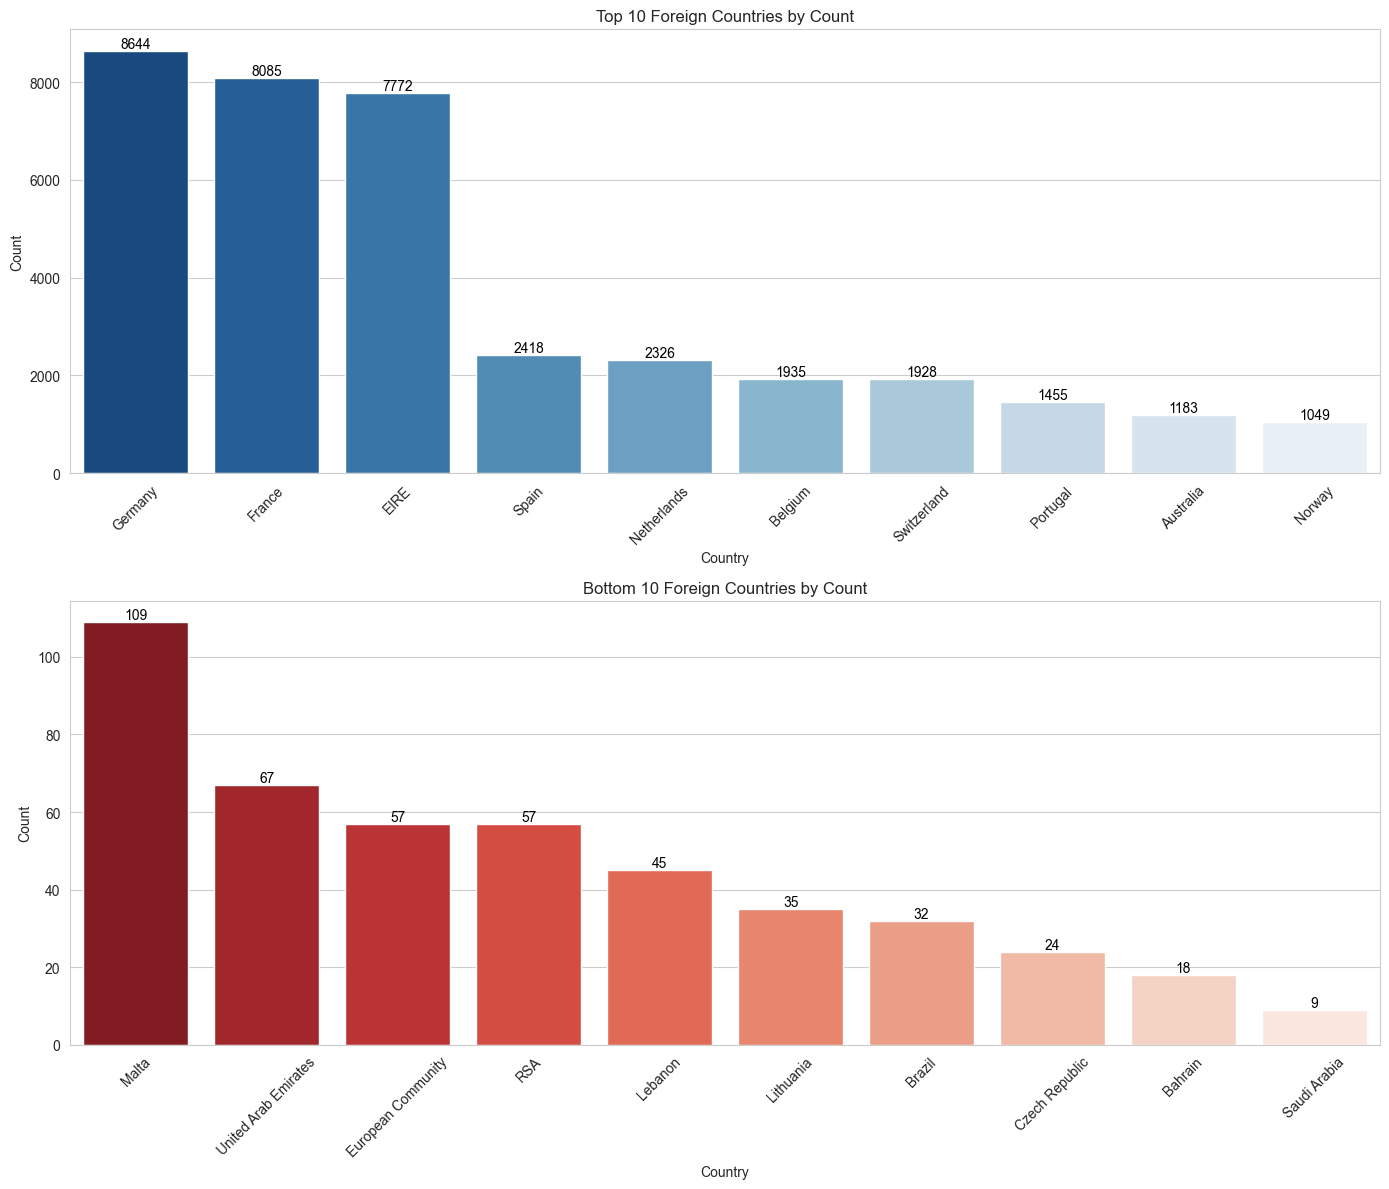 Top 10 Foreign Countries by Count
8644
8085
7772
2418
2326
1935
1928
1455
1183
1049
8000
6000
4000
2000
0
Count
Germany
France
EIRE
Spain
Netherlands
Belgium
Switzerland
Portugal
Australia
Norway
Country
Bottom 10 Foreign Countries by Count
109
67
57
57
45
35
32
24
18
9
100
80
60
40
20
0
Count
Malta
United Arab Emirates
European Community
RSA
Lebanon
Lithuania
Brazil
Czech Republic
Bahrain
Saudi Arabia
Country